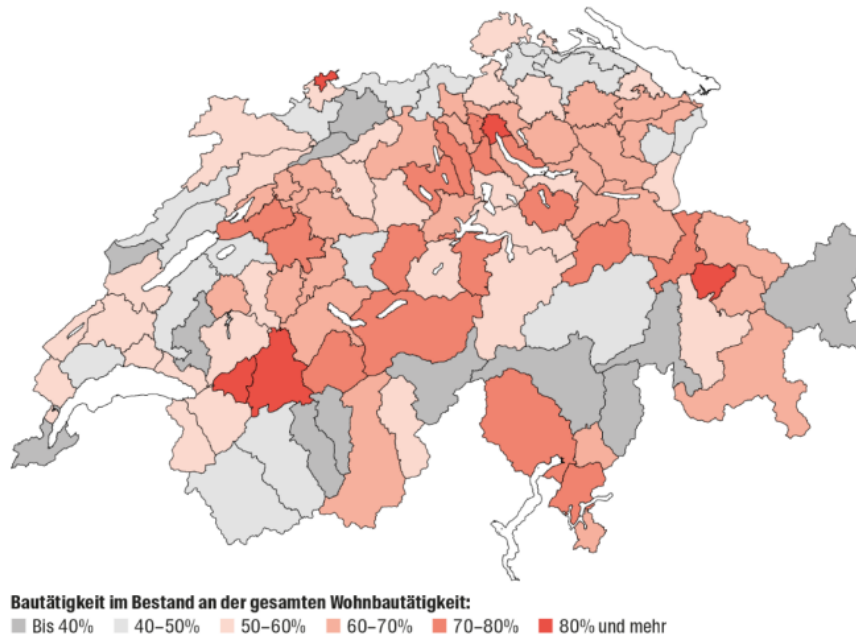 Bautätigkeit im Bestand an der gesamten Wohnbautätigkeit:
Bis 40% 40–50% 50–60% 60–70% 70–80% 80% und mehr